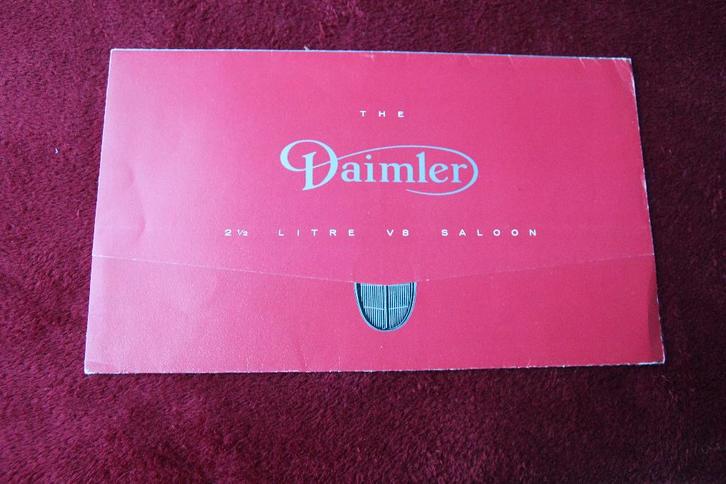 THE
Daimler
2½ LITRE V8 SALOON